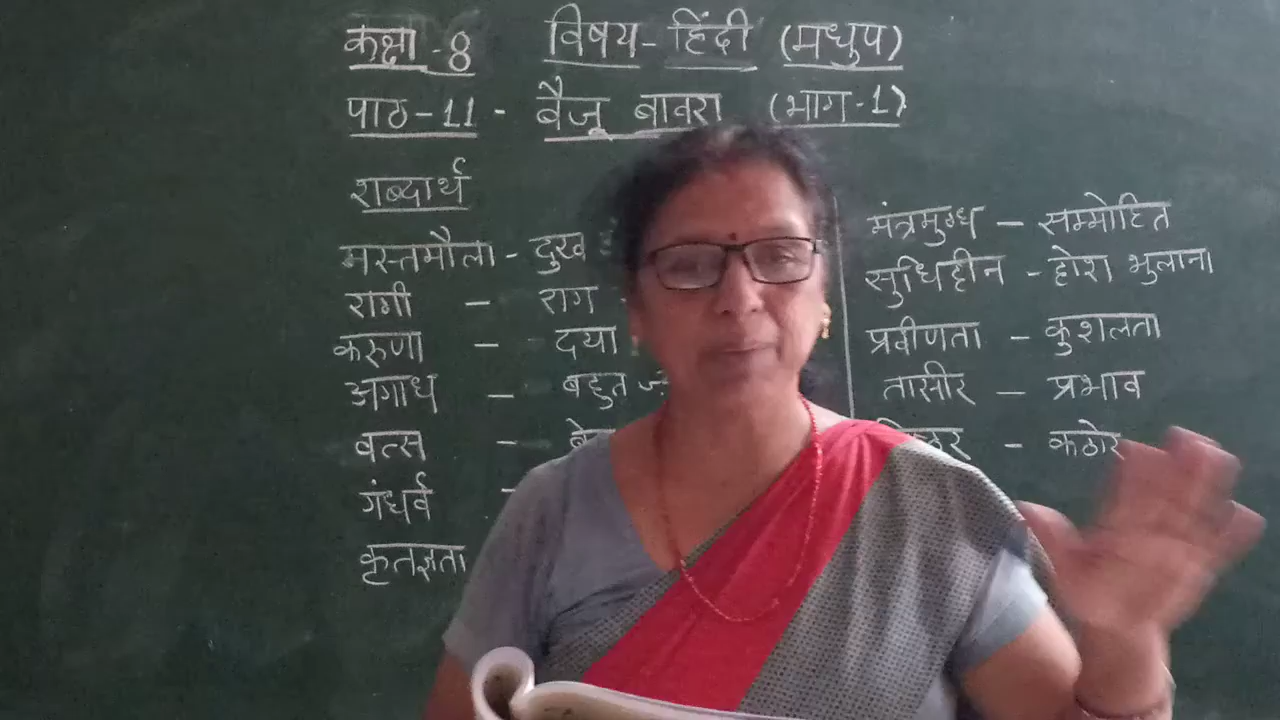 कक्षा-8 विषय-हिंदी (मधुप)
पाठ-11 - बैजू बावरा (भाग-1)
शब्दार्थ
मस्तमौला - दुख
रागी - राग
करुणा - दया
अगाध - बहुत
वत्स -
गंधर्व -
कृतज्ञता
मंत्रमुग्ध - सम्मोहित
सुधिहीन - होश भुलाना
प्रवीणता - कुशलता
तासीर - प्रभाव
- कठोर